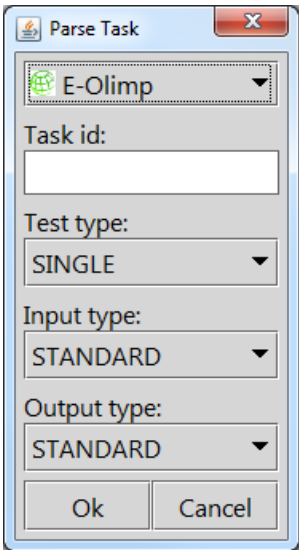 Parse Task
E-Olimp
Task id:
Test type:
SINGLE
Input type:
STANDARD
Output type:
STANDARD
Ok Cancel